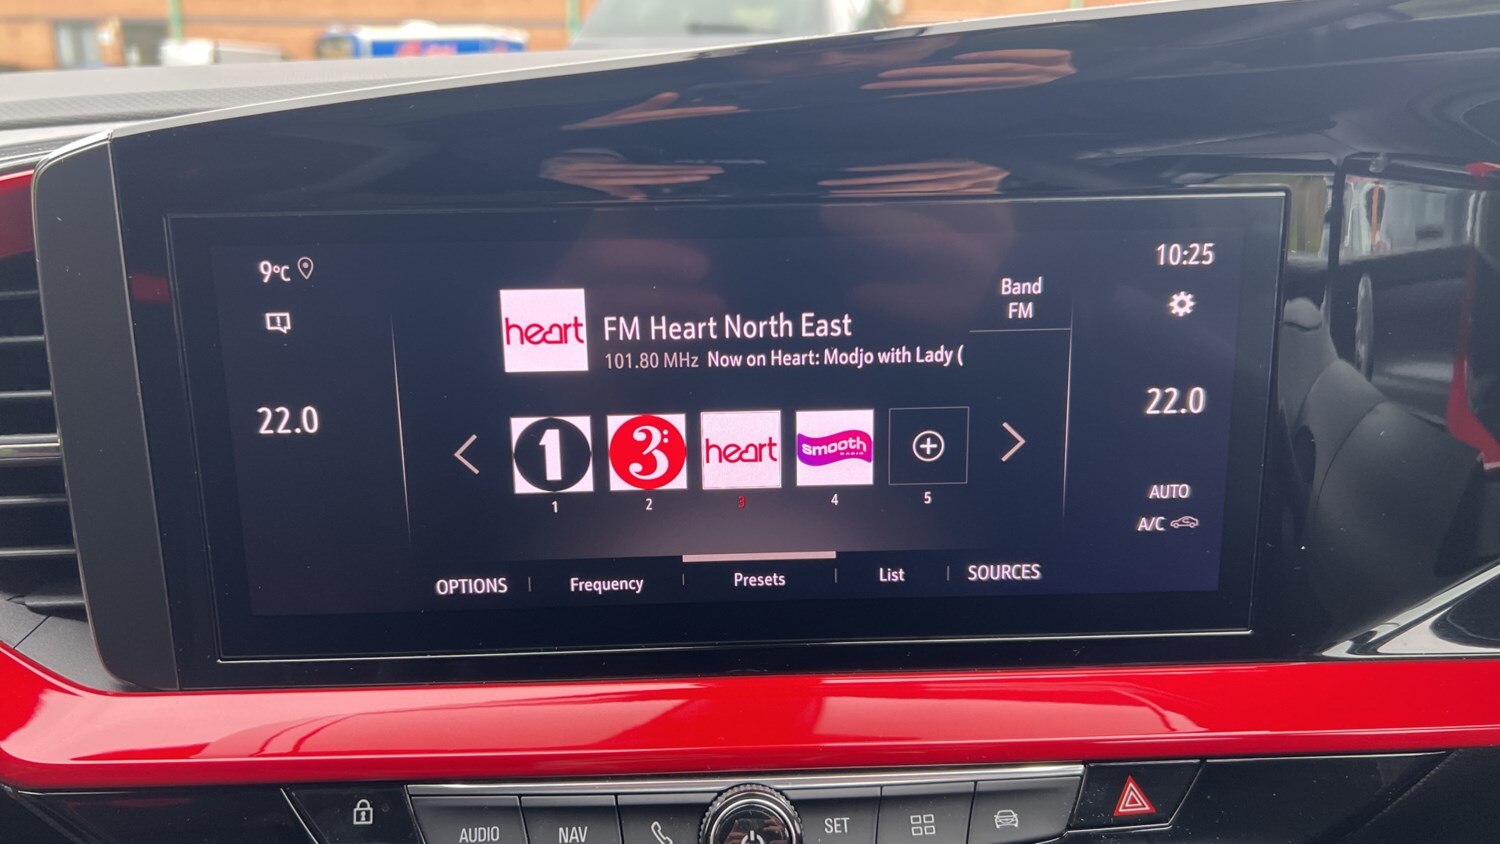 9°C
10:25
Band
FM
heart
FM Heart North East
101.80 MHz Now on Heart: Modjo with Lady (
22.0
22.0
1
3:
heart
smooth
RADIO
1
2
3
4
5
AUTO
A/C
OPTIONS
Frequency
Presets
List
SOURCES
AUDIO
NAV
SET